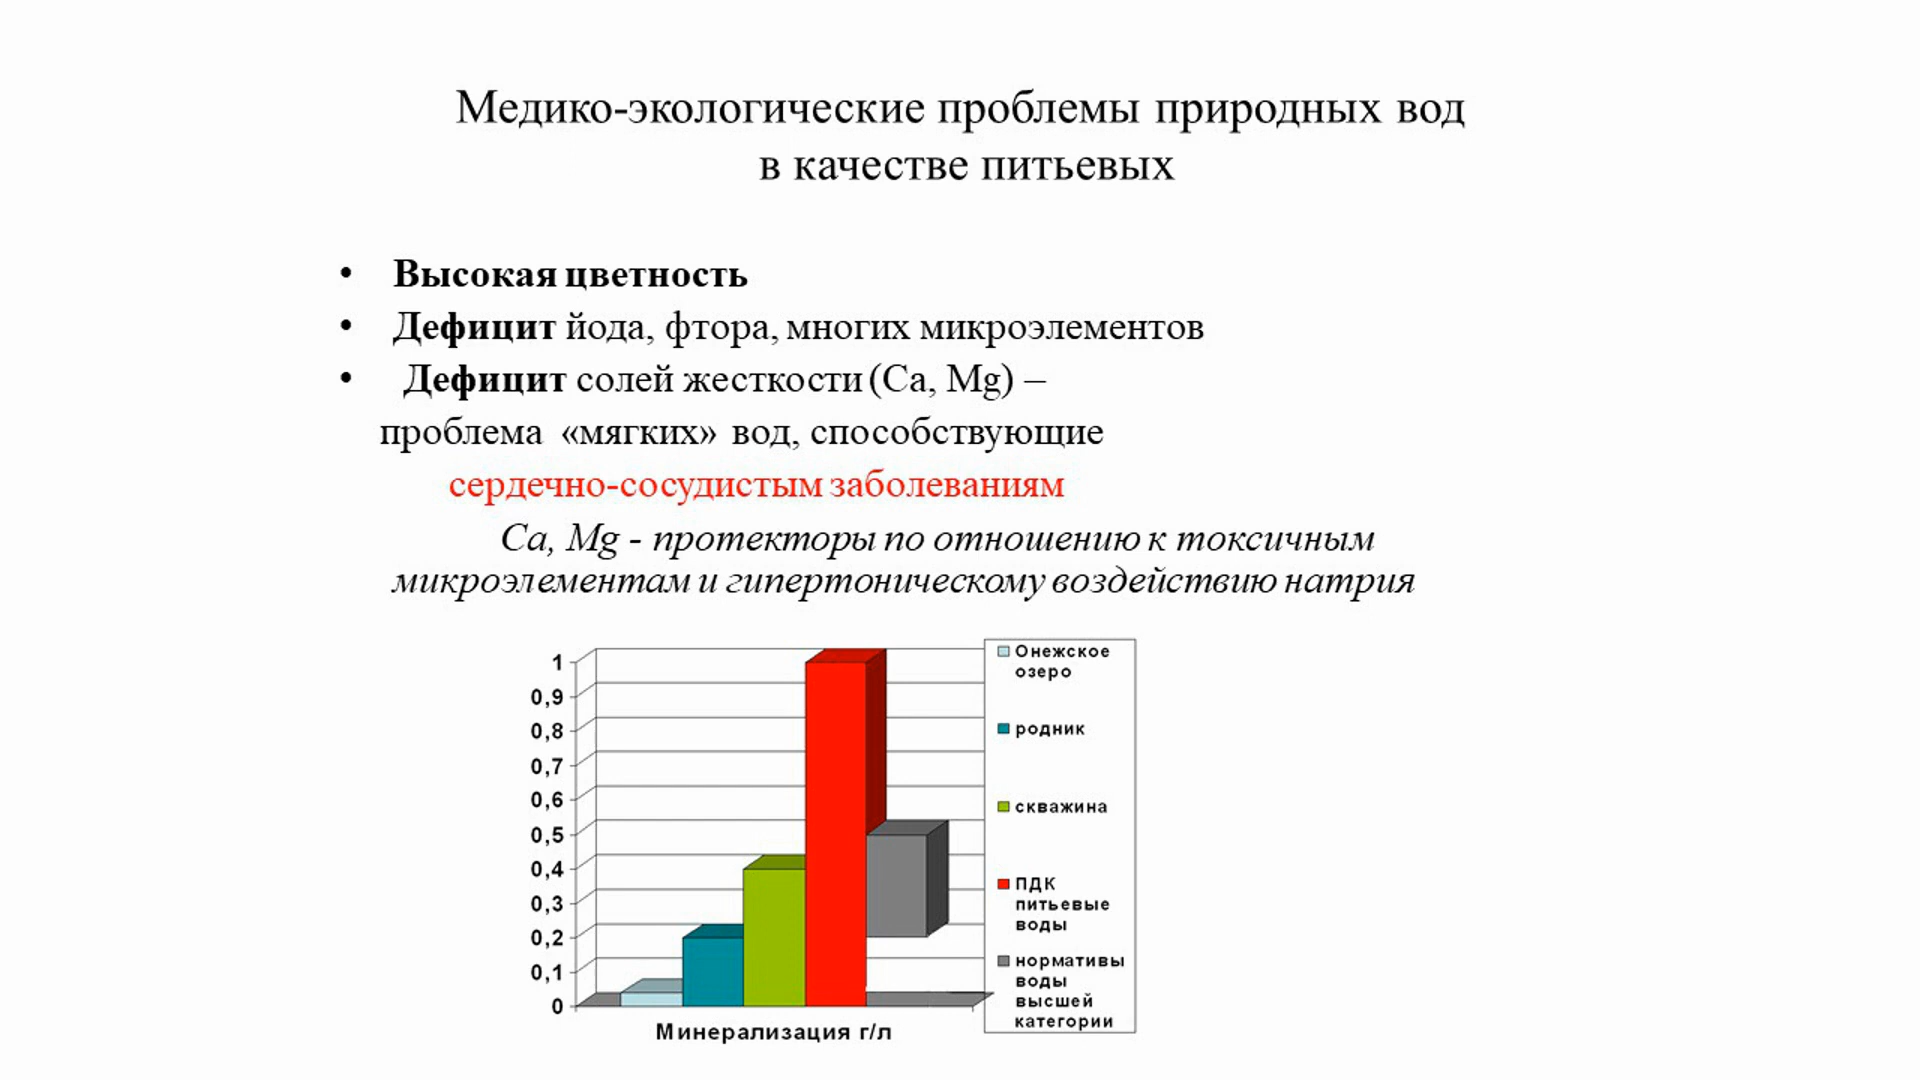 Медико-экологические проблемы природных вод
в качестве питьевых
• Высокая цветность
• Дефицит йода, фтора, многих микроэлементов
• Дефицит солей жесткости (Ca, Mg) –
проблема «мягких» вод, способствующие
сердечно-сосудистым заболеваниям
Ca, Mg - протекторы по отношению к токсичным
микроэлементам и гипертоническому воздействию натрия
1
0,9
0,8
0,7
0,6
0,5
0,4
0,3
0,2
0,1
0
Минерализация г/л
Онежское
озеро
родник
скважина
ПДК
питьевые
воды
нормативы
воды
высшей
категории